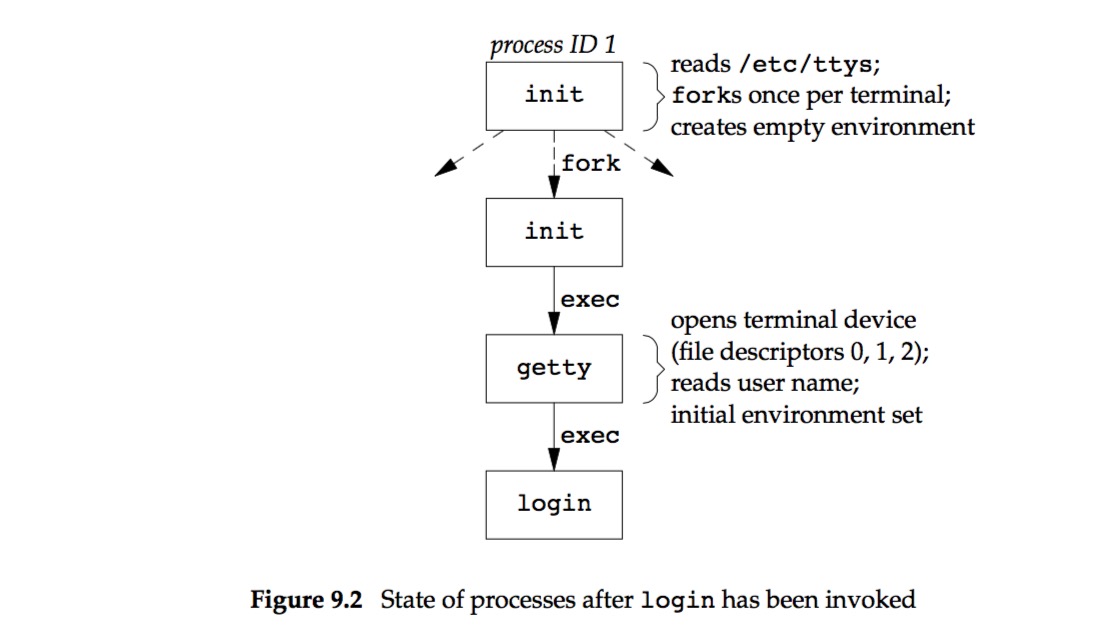 process ID 1
init
reads /etc/ttys;
forks once per terminal;
creates empty environment
fork
init
exec
getty
opens terminal device
(file descriptors 0, 1, 2);
reads user name;
initial environment set
exec
login
Figure 9.2 State of processes after login has been invoked